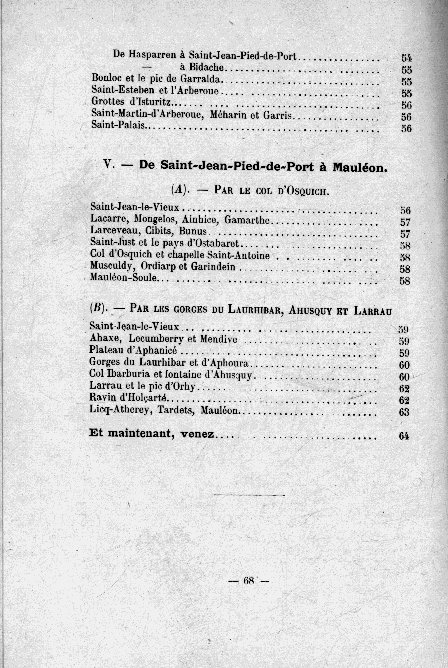 De Hasparren à Saint-Jean-Pied-de-Port................ 54
— à Bidache................ 55
Bonloc et le pic de Garralda................ 55
Saint-Esteben et l'Arberoue................ 55
Grottes d'Isturitz................ 56
Saint-Martin-d'Arberoue, Méharin et Garris................ 56
Saint-Palais................ 56
V. — De Saint-Jean-Pied-de-Port à Mauléon.
(A). — PAR LE COL D'OSQUICH.
Saint-Jean-le-Vieux................ 56
Lacarre, Mongelos, Ainhice, Gamarthe................ 57
Larceveau, Cibits, Bunus................ 57
Saint-Just et le pays d'Ostabaret................ 58
Col d'Osquich et chapelle Saint-Antoine................ 58
Musculdy, Ordiarp et Garindein................ 58
Mauléon-Soule................ 58
(B). — PAR LES GORGES DU LAURHIBAR, AHUSQUY ET LARRAU
Saint-Jean-le-Vieux................ 59
Ahaxe, Lecumberry et Mendive................ 59
Plateau d'Aphanicé................ 59
Gorges du Laurhibar et d'Aphoura................ 60
Col Ibarburia et fontaine d'Ahusquy................ 60
Larrau et le pic d'Orhy................ 62
Ravin d'Holçarté................ 62
Licq-Atherey, Tardets, Mauléon................ 63
Et maintenant, venez................ 64
— 68 —